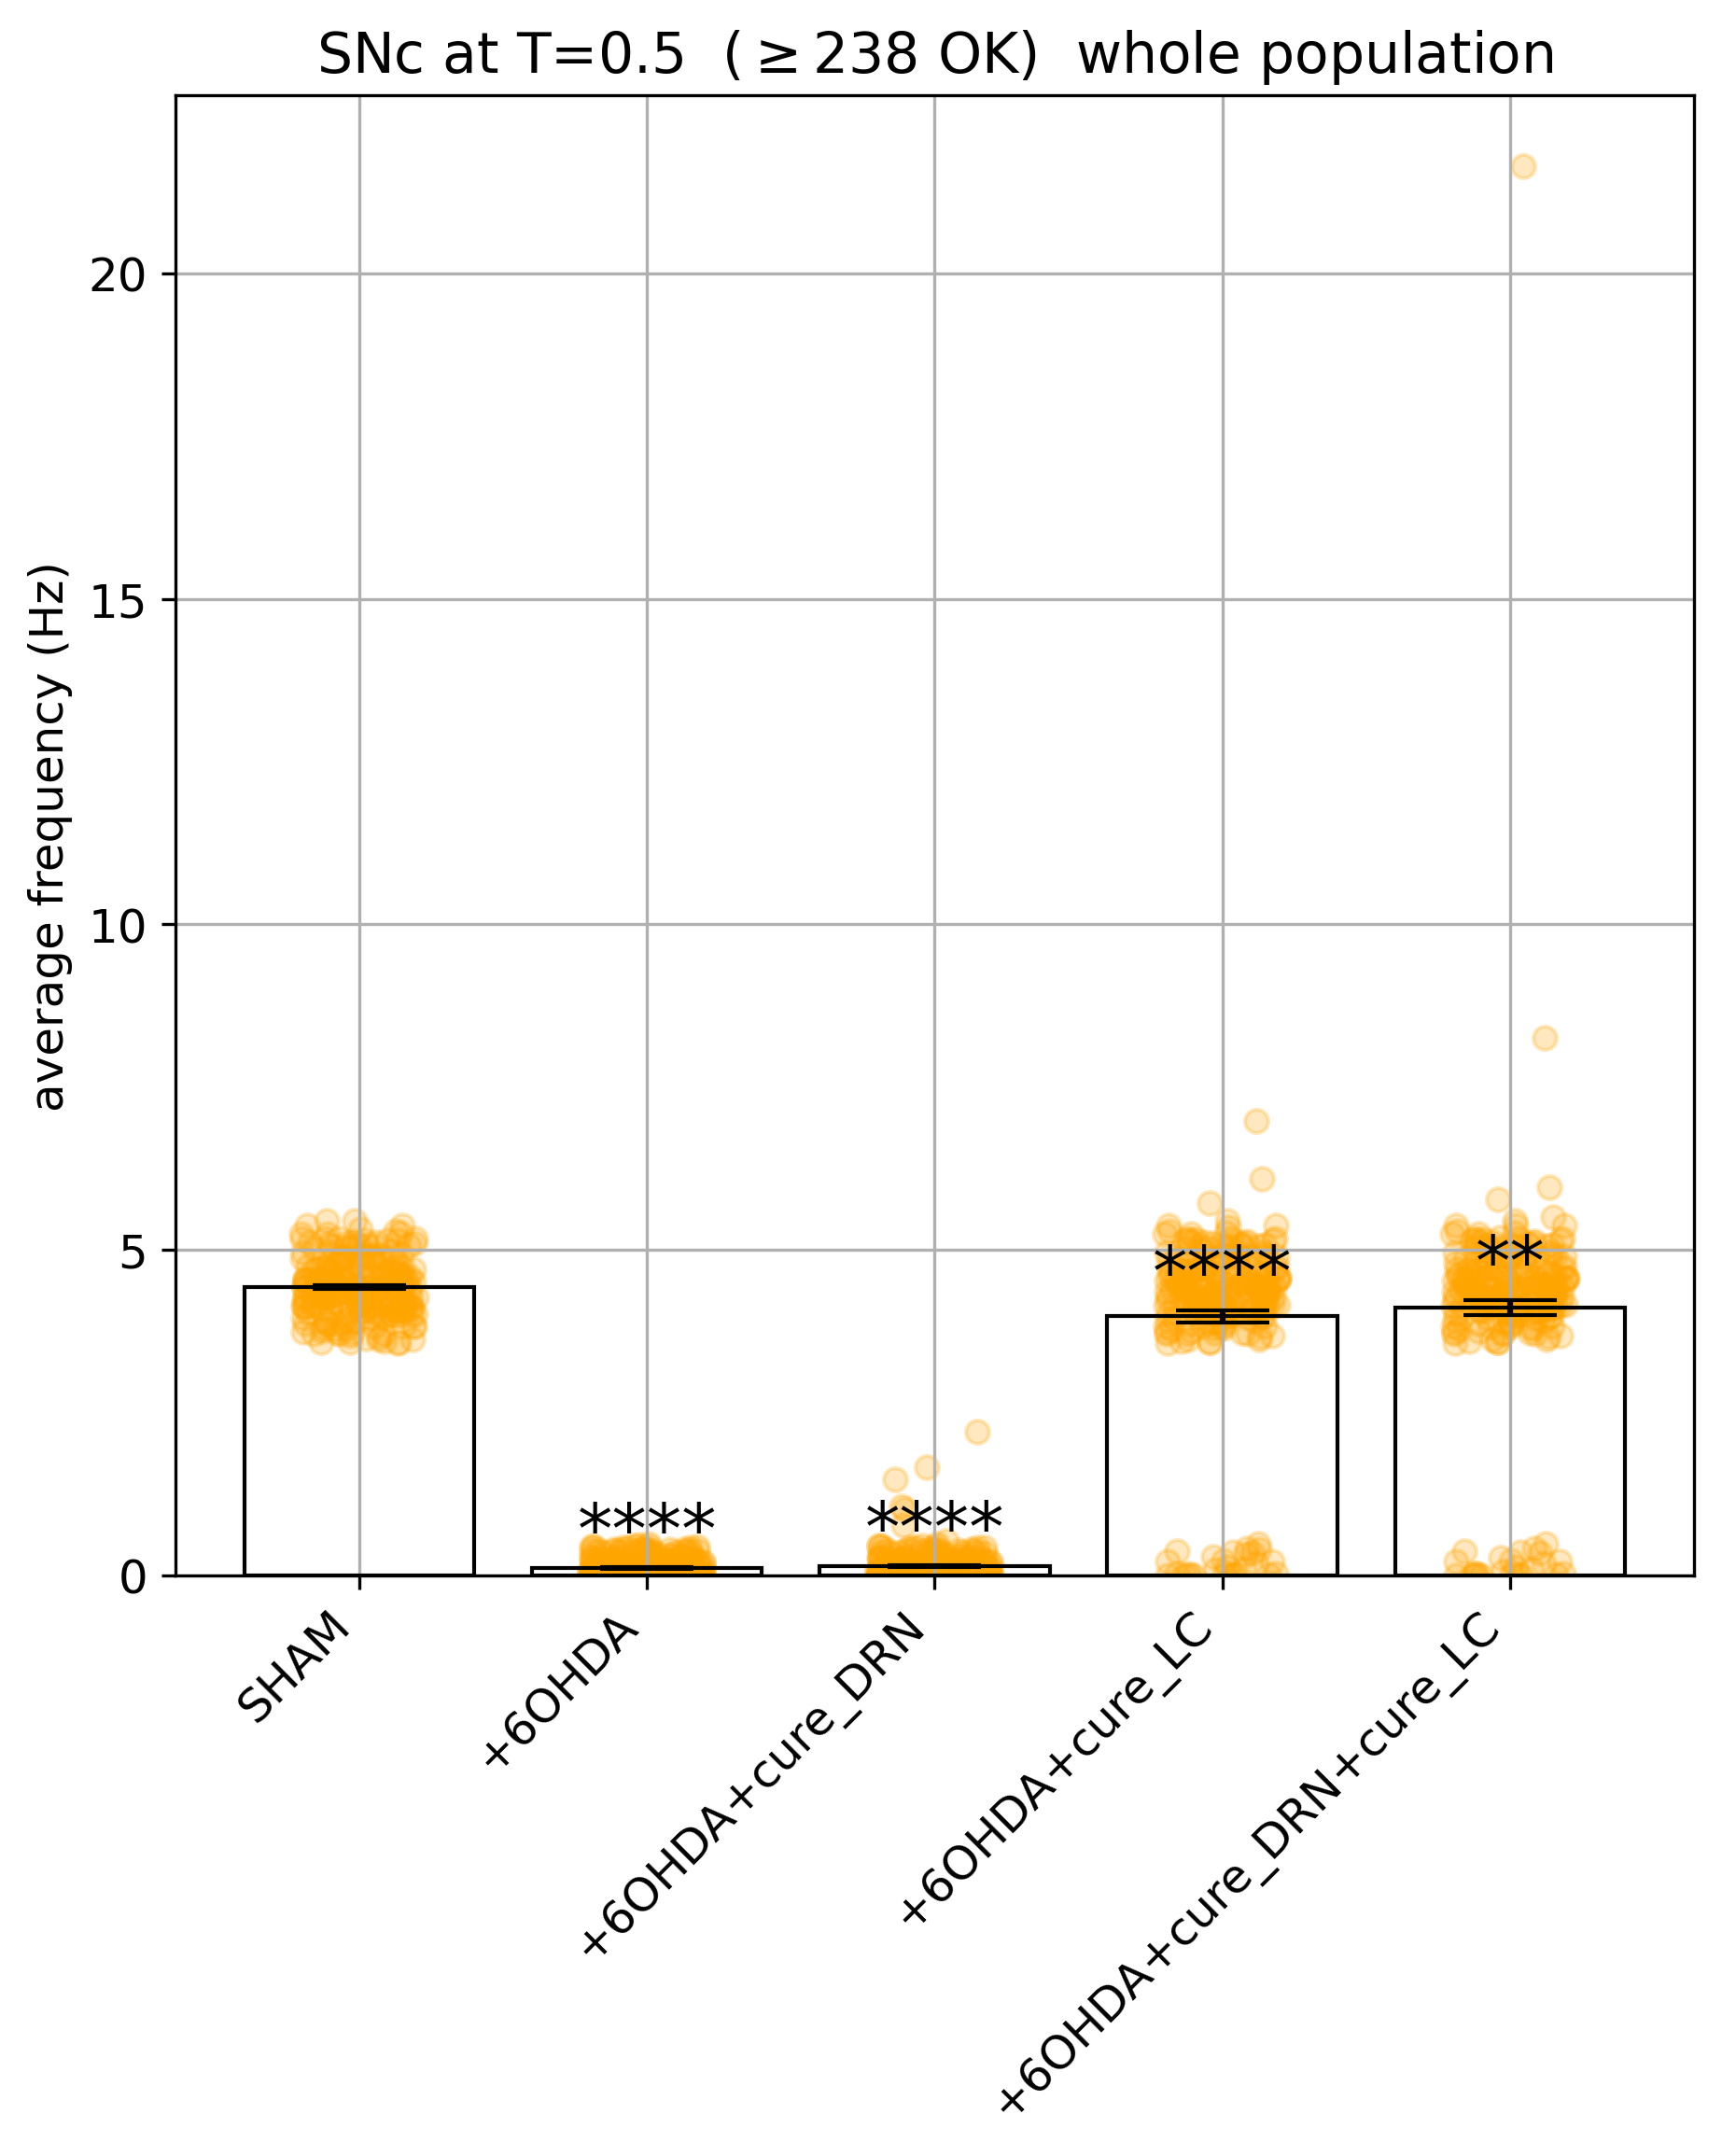 SNc at T=0.5 (≥238 OK) whole population
average frequency (Hz)
20
15
10
5
0
****
****
****
**
SHAM
+6OHDA
+6OHDA+cure_DRN
+6OHDA+cure_LC
+6OHDA+cure_DRN+cure_LC